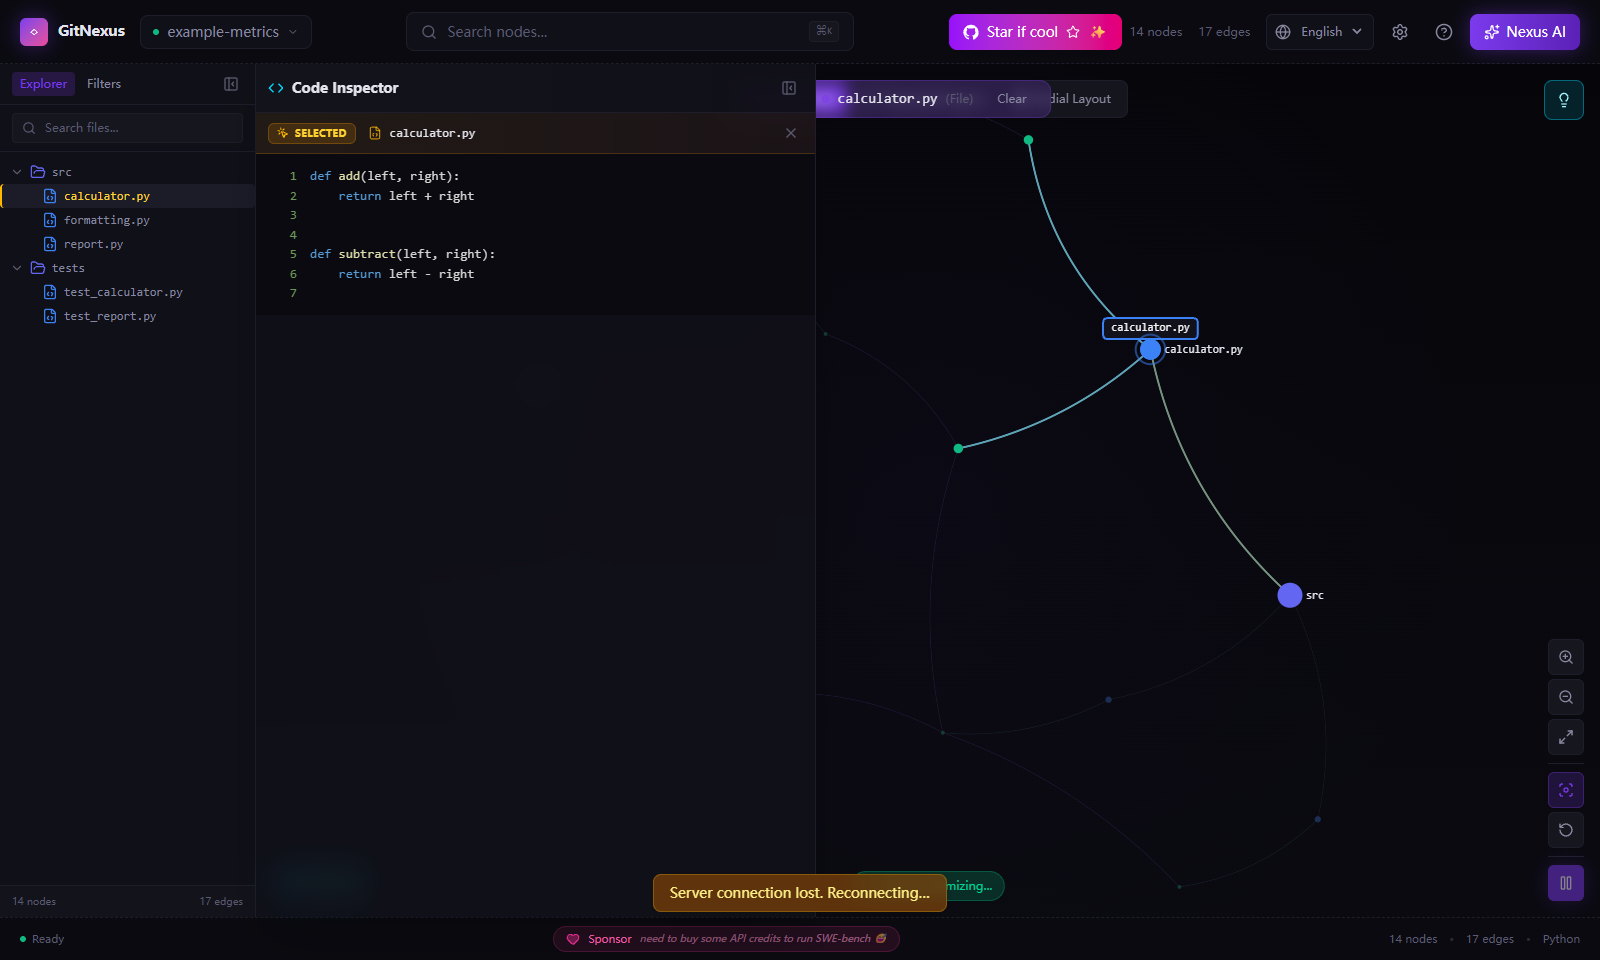 GitNexus
example-metrics
Search nodes...
⌘K
Star if cool ✨
14 nodes 17 edges
English
Nexus AI
Explorer Filters
Search files...
src
calculator.py
formatting.py
report.py
tests
test_calculator.py
test_report.py
14 nodes 17 edges
Code Inspector
SELECTED calculator.py
1 def add(left, right):
2     return left + right
3
4
5 def subtract(left, right):
6     return left - right
7
calculator.py (File) Clear
Layout
calculator.py
calculator.py
src
Server connection lost. Reconnecting...
Ready
Sponsor need to buy some API credits to run SWE-bench
14 nodes • 17 edges • Python